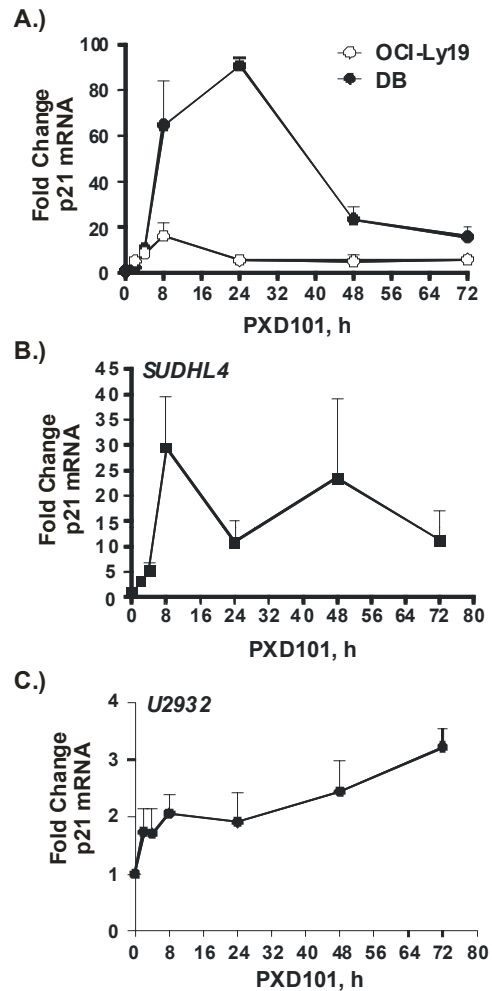 A.)
OCI-Ly19
DB
Fold Change
p21 mRNA
100
80
60
40
20
0
0 8 16 24 32 40 48 56 64 72
PXD101, h
B.)
SUDHL4
Fold Change
p21 mRNA
45
40
35
30
25
20
15
10
5
0
0 8 16 24 32 40 48 56 64 72 80
PXD101, h
C.)
U2932
Fold Change
p21 mRNA
4
3
2
1
0
0 8 16 24 32 40 48 56 64 72 80
PXD101, h